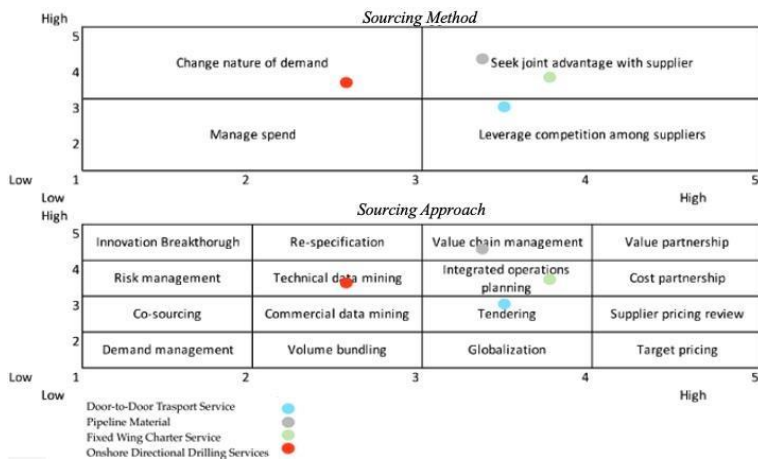 Sourcing Method
High
5
Change nature of demand
Seek joint advantage with supplier
4
3
Manage spend
Leverage competition among suppliers
2
Low
1
2
3
4
5
Low
High
High
Sourcing Approach
5
Innovation Breakthorugh
Re-specification
Value chain management
Value partnership
4
Risk management
Technical data mining
Integrated operations
planning
Cost partnership
3
Co-sourcing
Commercial data mining
Tendering
Supplier pricing review
2
Demand management
Volume bundling
Globalization
Target pricing
Low
1
2
3
4
5
Low
High
Door-to-Door Trasport Service
Pipeline Material
Fixed Wing Charter Service
Onshore Directional Drilling Services